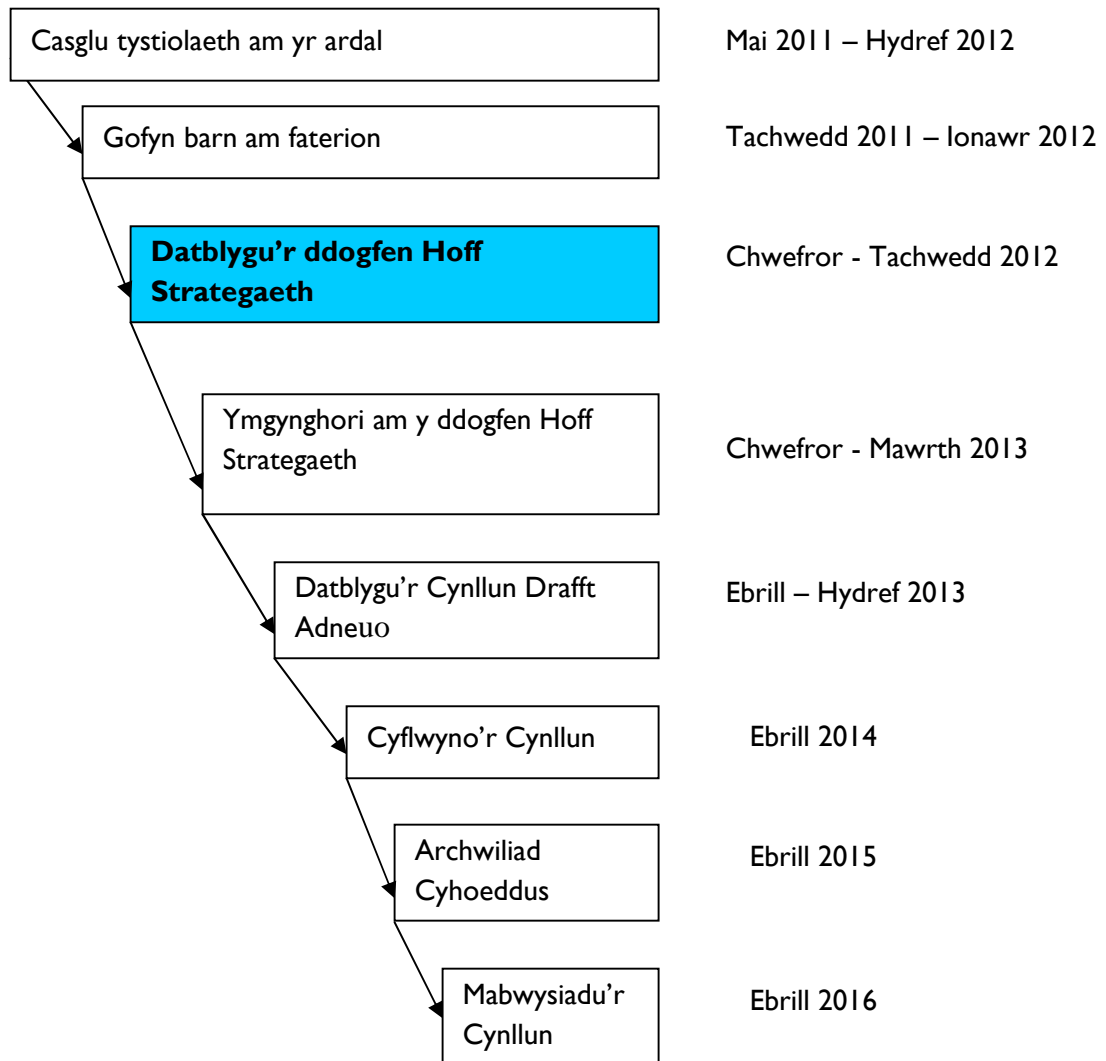 Casglu tystiolaeth am yr ardal
Mai 2011 – Hydref 2012
Gofyn barn am faterion
Tachwedd 2011 – Ionawr 2012
Datblygu’r ddogfen Hoff
Strategaeth
Chwefror - Tachwedd 2012
Ymgynghori am y ddogfen Hoff
Strategaeth
Chwefror - Mawrth 2013
Datblygu’r Cynllun Drafft
Adneuo
Ebrill – Hydref 2013
Cyflwyno’r Cynllun
Ebrill 2014
Archwiliad
Cyhoeddus
Ebrill 2015
Mabwysiadu’r
Cynllun
Ebrill 2016